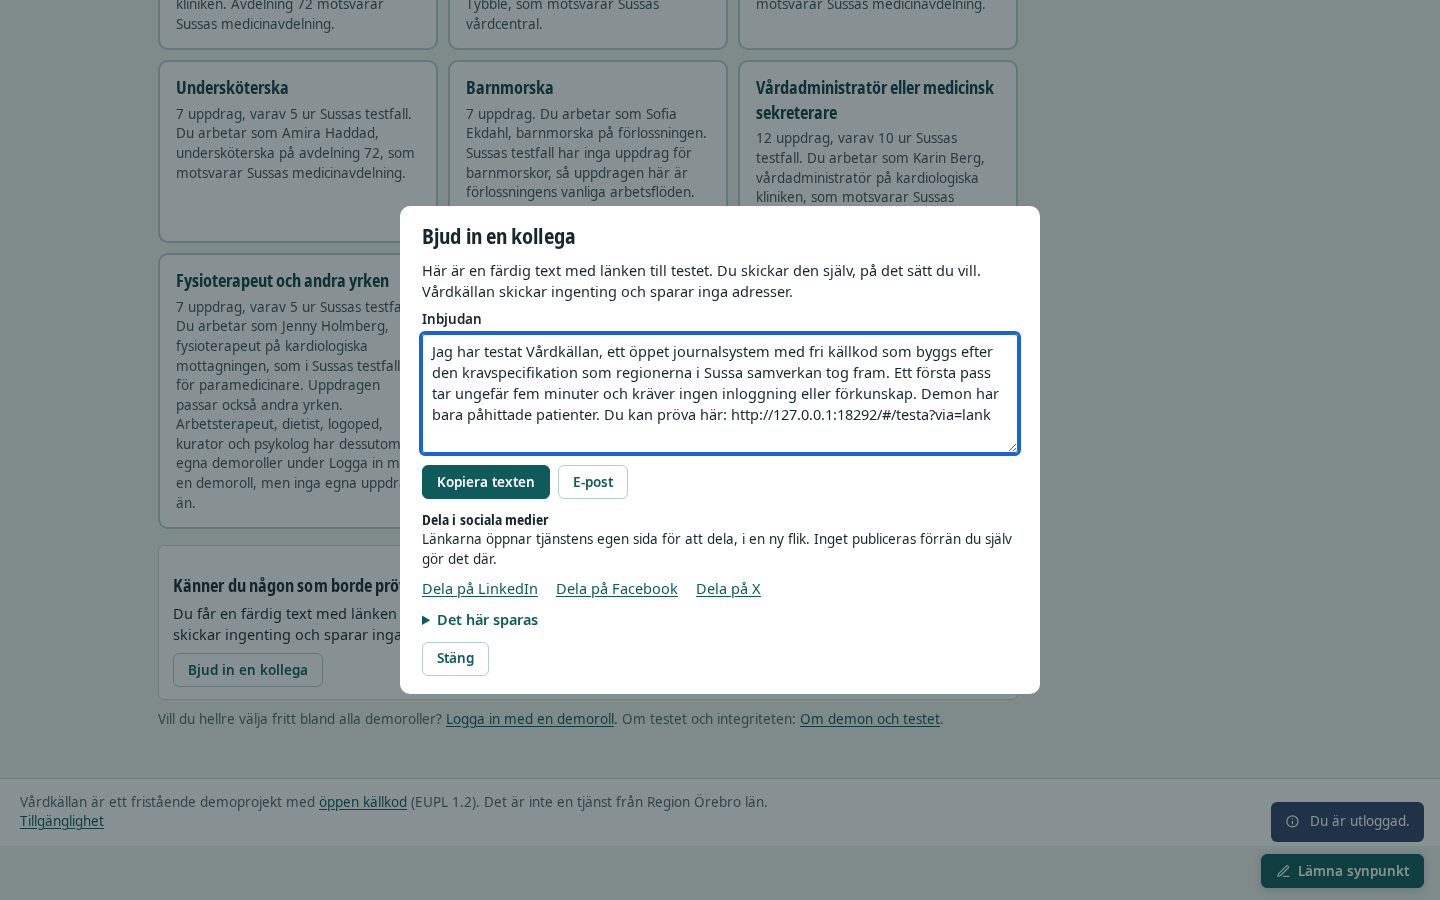 kliniken. Avdelning 72 motsvarar
Sussas medicinavdelning.
Tybble, som motsvarar Sussas
vårdcentral.
motsvarar Sussas medicinavdelning.
Undersköterska
7 uppdrag, varav 5 ur Sussas testfall.
Du arbetar som Amira Haddad,
undersköterska på avdelning 72, som
motsvarar Sussas medicinavdelning.
Barnmorska
7 uppdrag. Du arbetar som Sofia
Ekdahl, barnmorska på förlossningen.
Sussas testfall har inga uppdrag för
barnmorskor, så uppdragen här är
förlossningens vanliga arbetsflöden.
Vårdadministratör eller medicinsk
sekreterare
12 uppdrag, varav 10 ur Sussas
testfall. Du arbetar som Karin Berg,
vårdadministratör på kardiologiska
kliniken, som motsvarar Sussas
Fysioterapeut och andra yrken
7 uppdrag, varav 5 ur Sussas testfa
Du arbetar som Jenny Holmberg,
fysioterapeut på kardiologiska
mottagningen, som i Sussas testfall
för paramedicinare. Uppdragen
passar också andra yrken.
Arbetsterapeut, dietist, logoped,
kurator och psykolog har dessutom
egna demoroller under Logga in m
en demoroll, men inga egna uppdr
än.
Känner du någon som borde prö
Du får en färdig text med länken
skickar ingenting och sparar inga
Bjud in en kollega
Bjud in en kollega
Här är en färdig text med länken till testet. Du skickar den själv, på det sätt du vill.
Vårdkällan skickar ingenting och sparar inga adresser.
Inbjudan
Jag har testat Vårdkällan, ett öppet journalsystem med fri källkod som byggs efter
den kravspecifikation som regionerna i Sussa samverkan tog fram. Ett första pass
tar ungefär fem minuter och kräver ingen inloggning eller förkunskap. Demon har
bara påhittade patienter. Du kan pröva här: http://127.0.0.1:18292/#/testa?via=lank
Kopiera texten
E-post
Dela i sociala medier
Länkarna öppnar tjänstens egen sida för att dela, i en ny flik. Inget publiceras förrän du själv
gör det där.
Dela på LinkedIn Dela på Facebook Dela på X
Det här sparas
Stäng
Vill du hellre välja fritt bland alla demoroller? Logga in med en demoroll. Om testet och integriteten: Om demon och testet.
Vårdkällan är ett fristående demoprojekt med öppen källkod (EUPL 1.2). Det är inte en tjänst från Region Örebro län.
Tillgänglighet
Du är utloggad.
Lämna synpunkt